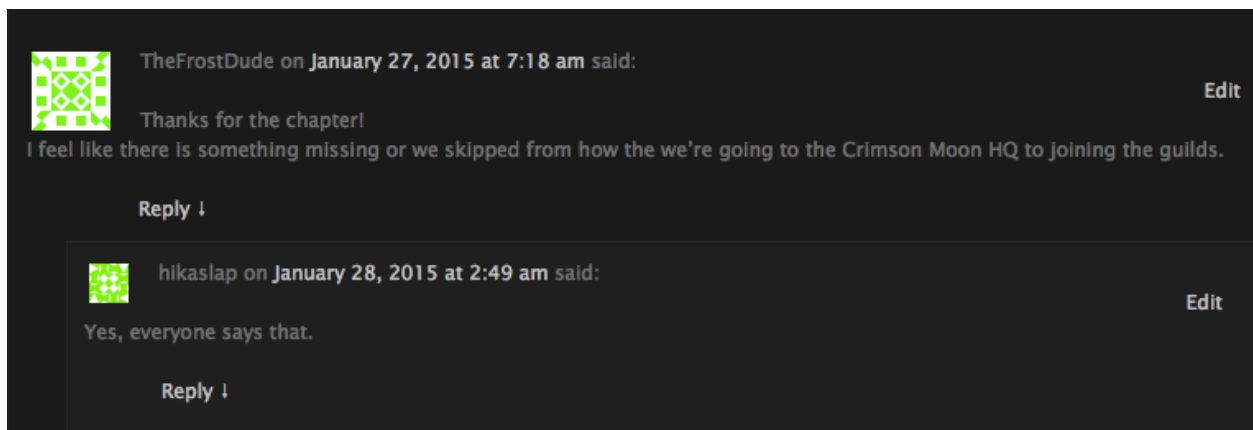 TheFrostDude on January 27, 2015 at 7:18 am said:
Edit
Thanks for the chapter!
I feel like there is something missing or we skipped from how the we're going to the Crimson Moon HQ to joining the guilds.
Reply ↓
hikaslap on January 28, 2015 at 2:49 am said:
Edit
Yes, everyone says that.
Reply ↓